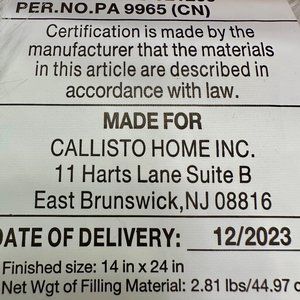 PER.NO.PA 9965 (CN)
Certification is made by the
manufacturer that the materials
in this article are described in
accordance with law.
MADE FOR
CALLISTO HOME INC.
11 Harts Lane Suite B
East Brunswick,NJ 08816
DATE OF DELIVERY: 12/2023
Finished size: 14 in x 24 in
Net Wgt of Filling Material: 2.81 lbs/44.97 o